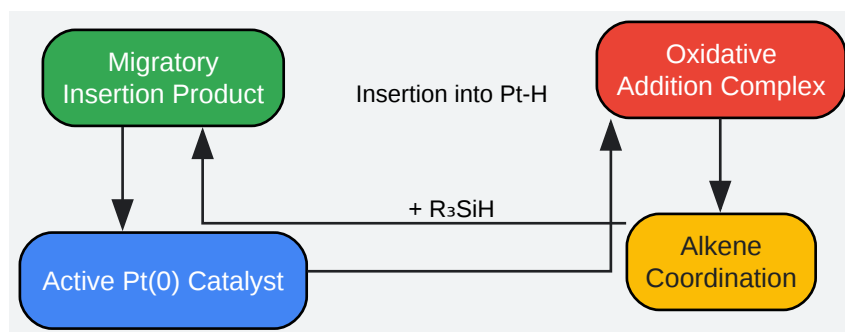 Migratory
Insertion Product
Insertion into Pt-H
Oxidative
Addition Complex
+ R₃SiH
Active Pt(0) Catalyst
Alkene
Coordination